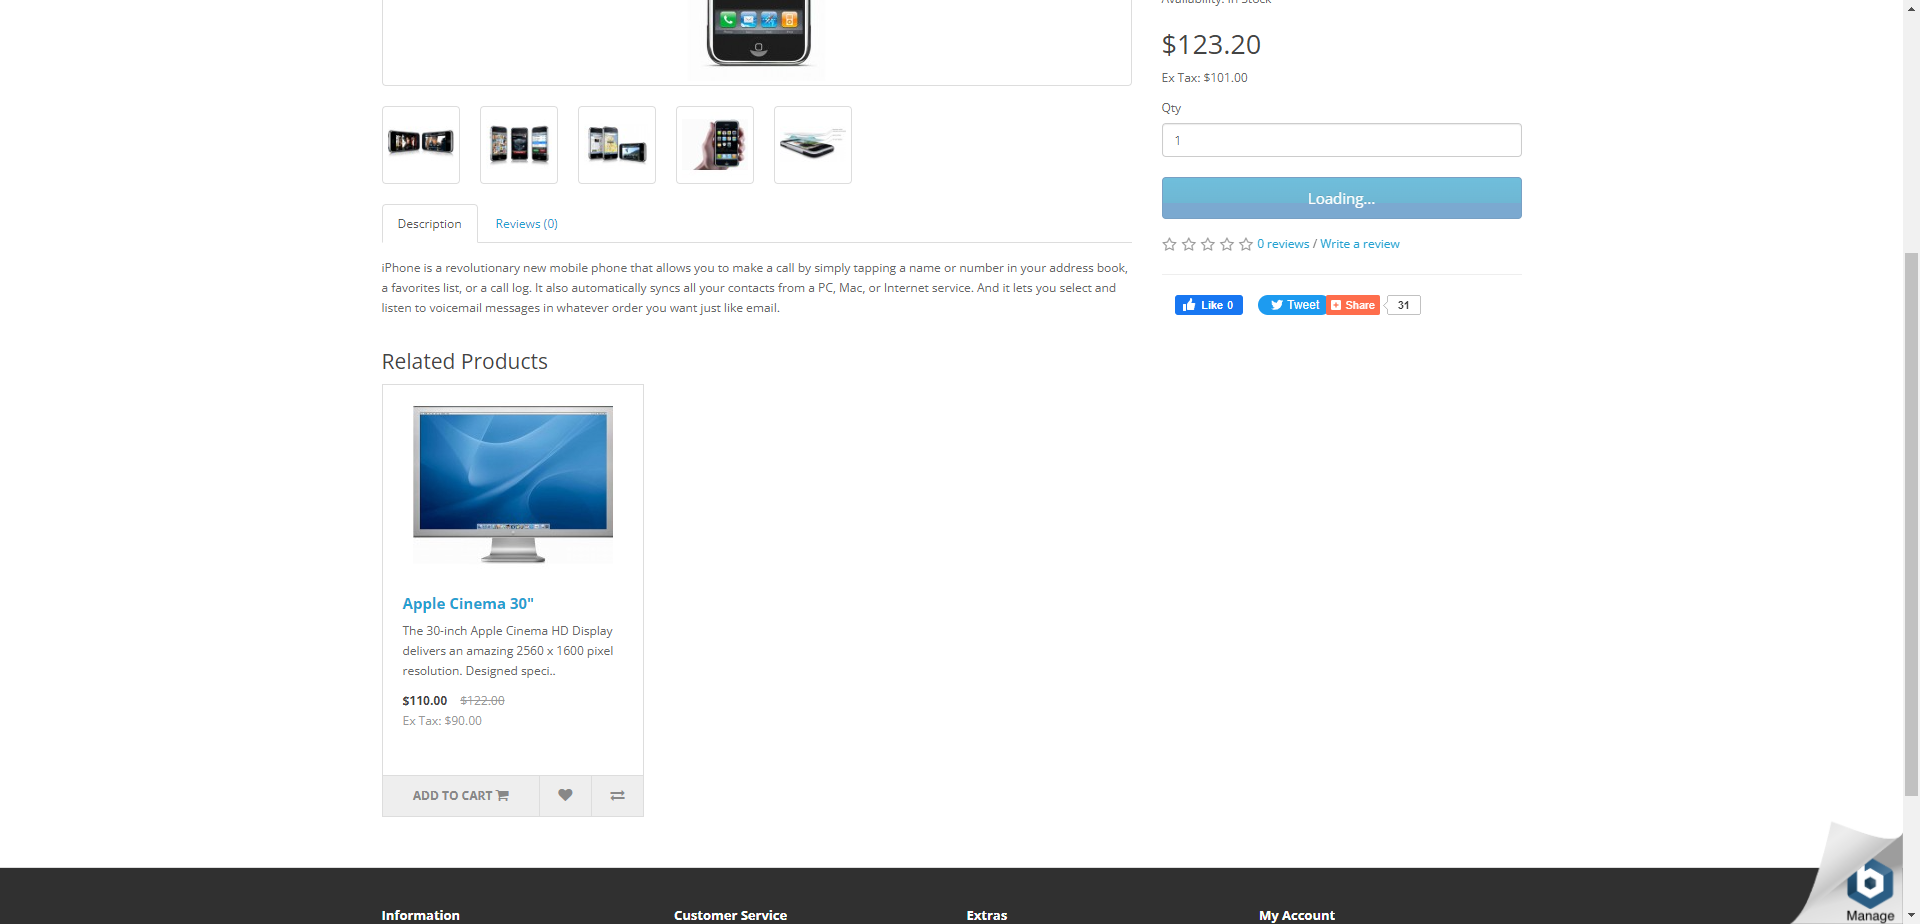 Availability: In Stock
$123.20
Ex Tax: $101.00
Qty
1
Loading...
0 reviews / Write a review
Like 0
Tweet
Share
31
Description
Reviews (0)
iPhone is a revolutionary new mobile phone that allows you to make a call by simply tapping a name or number in your address book,
a favorites list, or a call log. It also automatically syncs all your contacts from a PC, Mac, or Internet service. And it lets you select and
listen to voicemail messages in whatever order you want just like email.
Related Products
Apple Cinema 30"
The 30-inch Apple Cinema HD Display
delivers an amazing 2560 x 1600 pixel
resolution. Designed speci..
$110.00 $122.00
Ex Tax: $90.00
ADD TO CART
Information
Customer Service
Extras
My Account
b
Manage